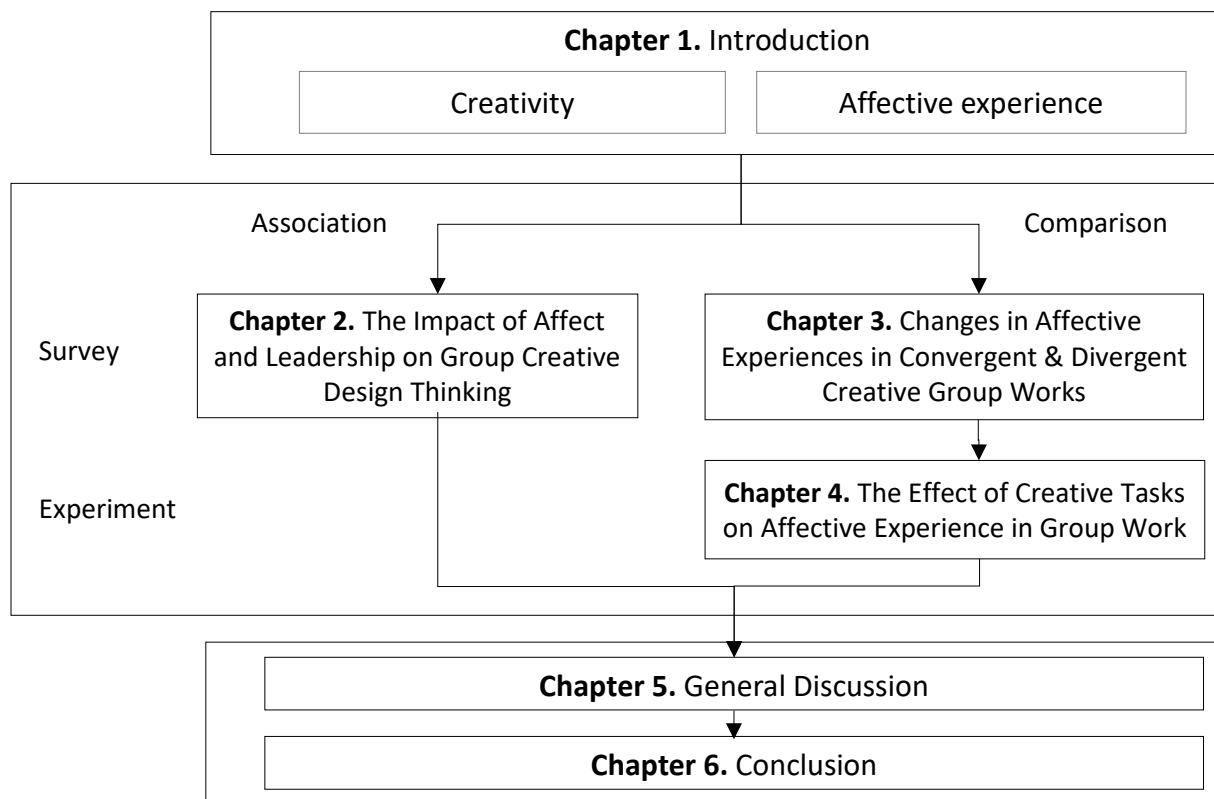 Chapter 1. Introduction
Creativity
Affective experience
Association
Comparison
Survey
Chapter 2. The Impact of Affect
and Leadership on Group Creative
Design Thinking
Chapter 3. Changes in Affective
Experiences in Convergent & Divergent
Creative Group Works
Experiment
Chapter 4. The Effect of Creative Tasks
on Affective Experience in Group Work
Chapter 5. General Discussion
Chapter 6. Conclusion